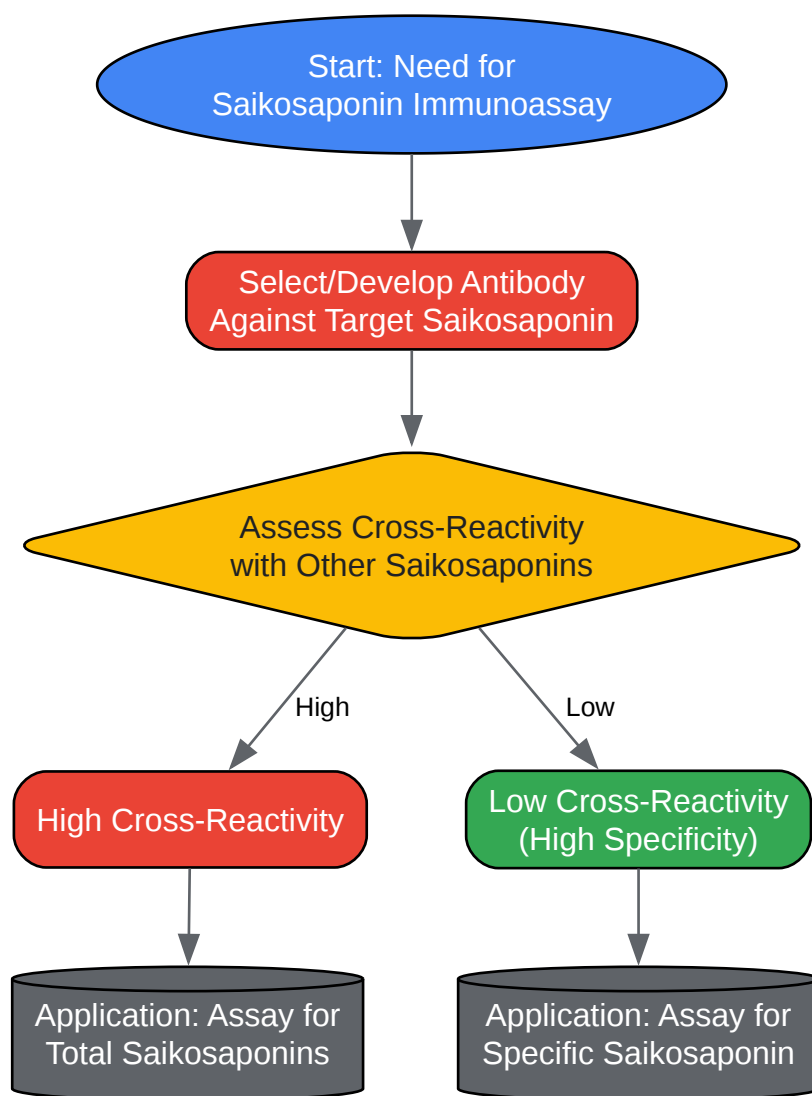 Start: Need for
Saikosaponin Immunoassay
Select/Develop Antibody
Against Target Saikosaponin
Assess Cross-Reactivity
with Other Saikosaponins
High
Low
High Cross-Reactivity
Low Cross-Reactivity
(High Specificity)
Application: Assay for
Total Saikosaponins
Application: Assay for
Specific Saikosaponin